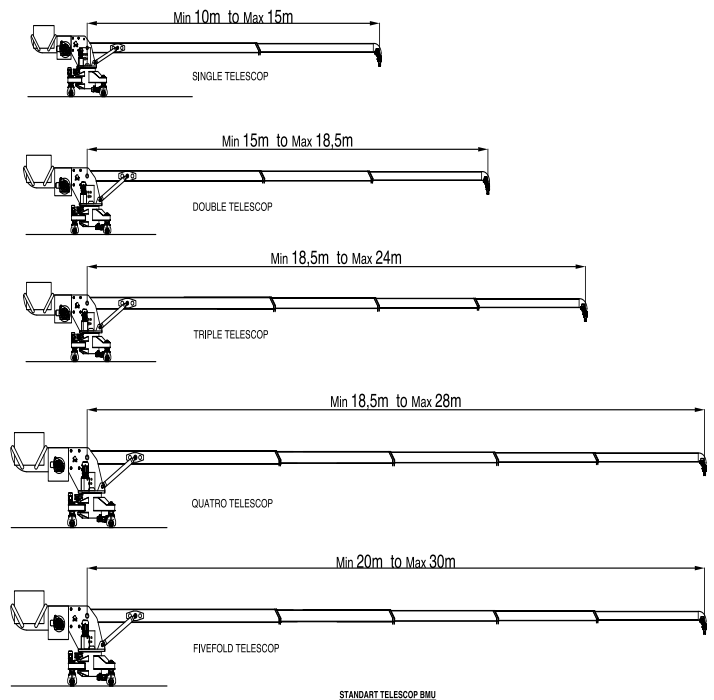 Min 10m to Max 15m
SINGLE TELESCOP
Min 15m to Max 18,5m
DOUBLE TELESCOP
Min 18,5m to Max 24m
TRIPLE TELESCOP
Min 18,5m to Max 28m
QUATRO TELESCOP
Min 20m to Max 30m
FIVEFOLD TELESCOP
STANDART TELESCOP BMU